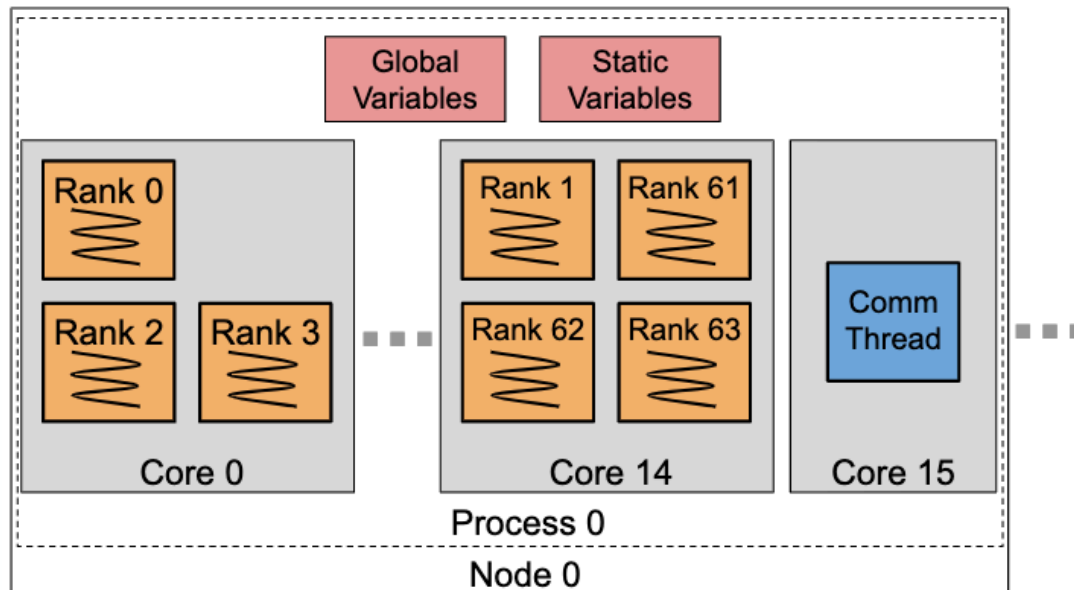 Global
Variables
Static
Variables
Rank 0
Rank 2
Rank 3
Core 0
Rank 1
Rank 61
Rank 62
Rank 63
Core 14
Comm
Thread
Core 15
Process 0
Node 0